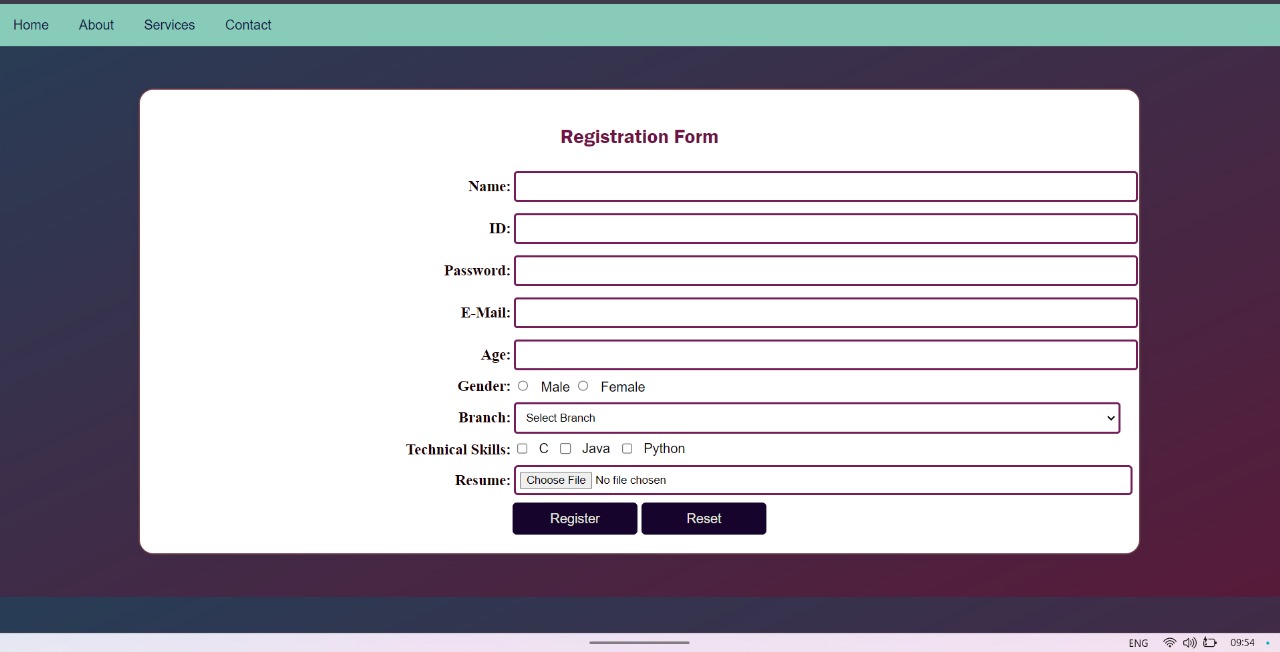 Home About Services Contact
Registration Form
Name:
ID:
Password:
E-Mail:
Age:
Gender: Male Female
Branch: Select Branch
Technical Skills: C Java Python
Resume: Choose File No file chosen
Register Reset
ENG 09:54